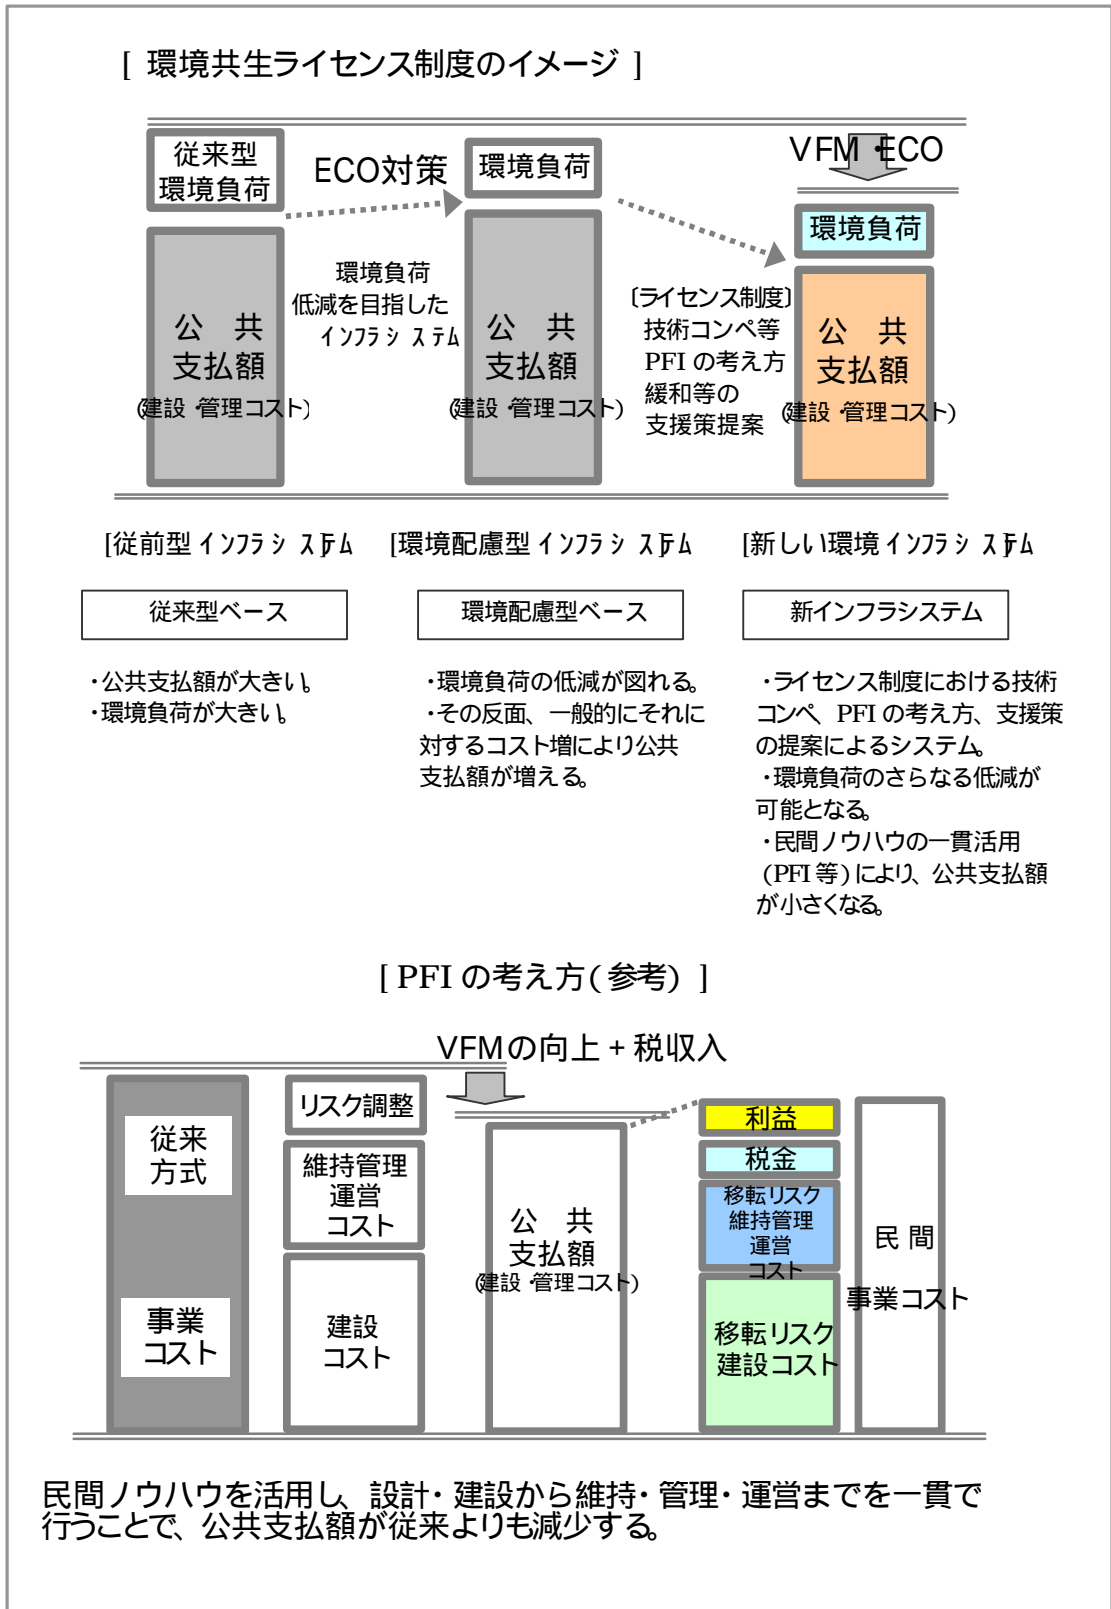 [ 環境共生ライセンス制度のイメージ ]
従来型
環境負荷
ECO対策
環境負荷
VFM・ECO
環境負荷
公 共
支払額
(建設・管理コスト)
環境負荷
低減を目指した
インフラシステム
公 共
支払額
(建設・管理コスト)
〔ライセンス制度〕
技術コンペ等
PFIの考え方
緩和等の
支援策提案
公 共
支払額
(建設・管理コスト)
[従前型インフラシステム
[環境配慮型インフラシステム
[新しい環境インフラシステム
従来型ベース
環境配慮型ベース
新インフラシステム
・公共支払額が大きい。
・環境負荷が大きい。
・環境負荷の低減が図れる。
・その反面、一般的にそれに
対するコスト増により公共
支払額が増える。
・ライセンス制度における技術
コンペ、PFIの考え方、支援策
の提案によるシステム。
・環境負荷のさらなる低減が
可能となる。
・民間ノウハウの一貫活用
(PFI等)により、公共支払額
が小さくなる。
[ PFIの考え方(参考) ]
VFMの向上+税収入
従来
方式
事業
コスト
リスク調整
維持管理
運営
コスト
建設
コスト
公 共
支払額
(建設・管理コスト)
利益
税金
移転リスク
維持管理
運営
コスト
移転リスク
建設コスト
民間
事業コスト
民間ノウハウを活用し、設計・建設から維持・管理・運営までを一貫で
行うことで、公共支払額が従来よりも減少する。